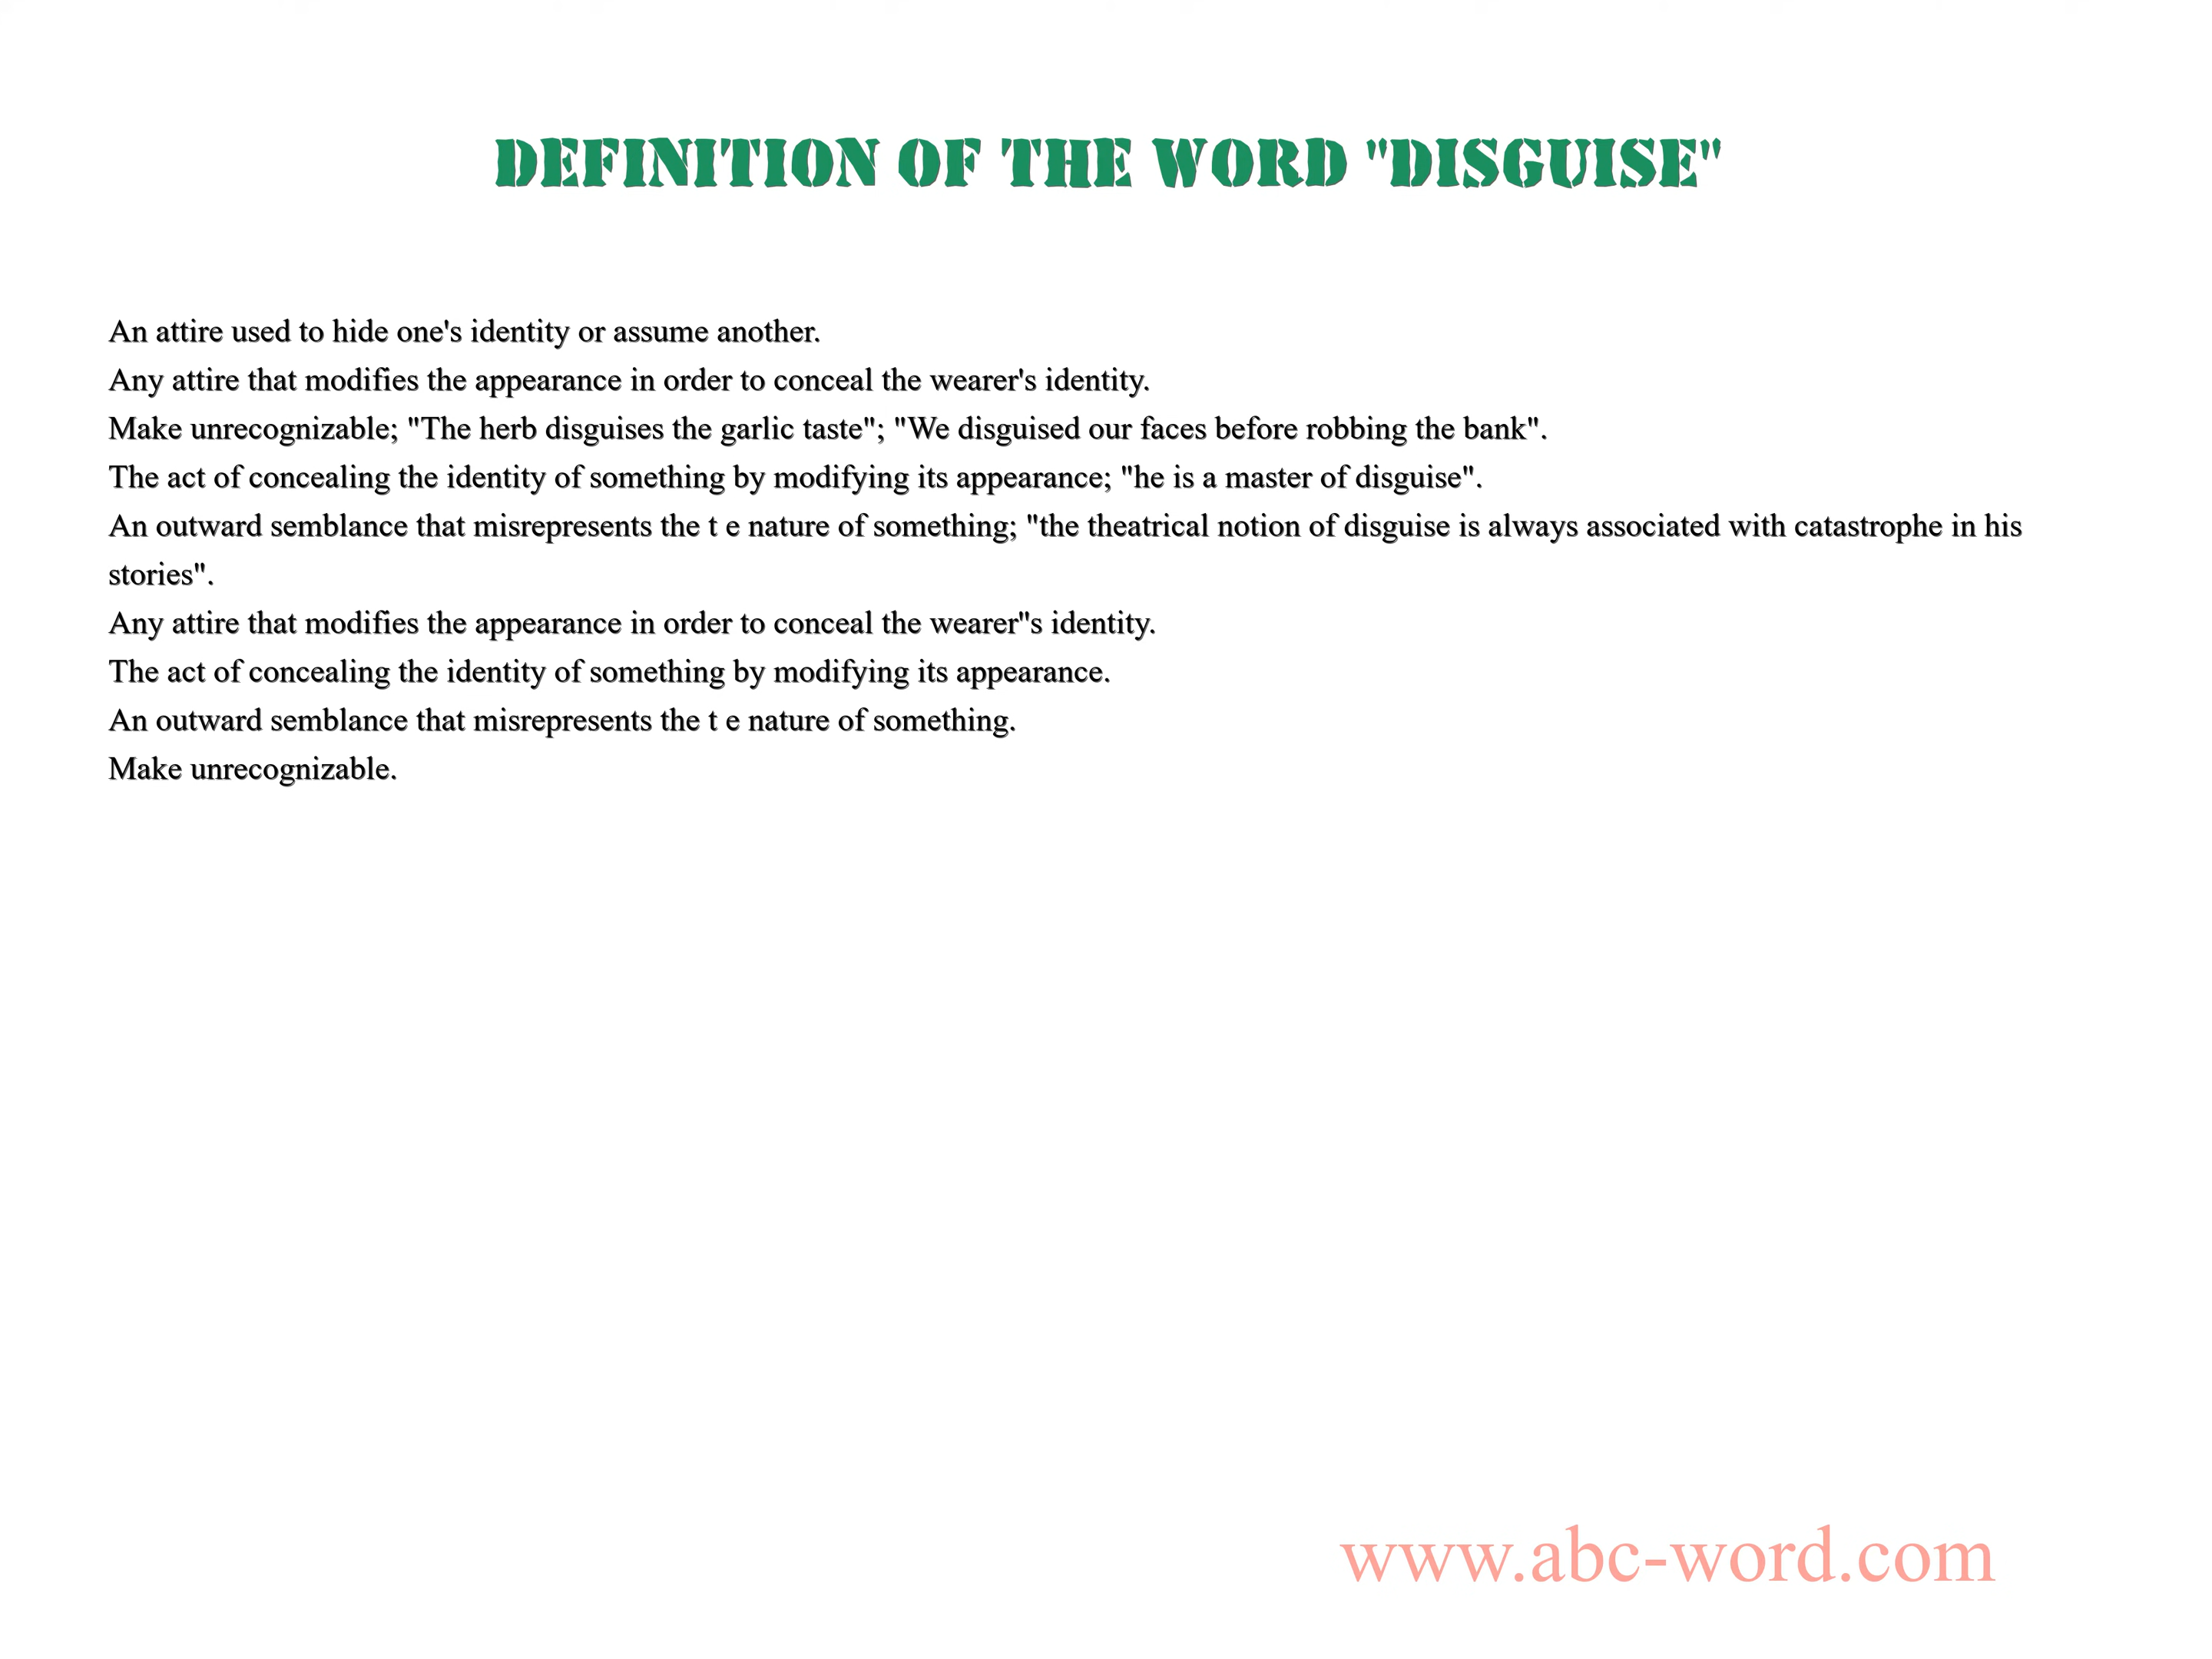 DEFINITION OF THE WORD "DISGUISE"
An attire used to hide one's identity or assume another.
Any attire that modifies the appearance in order to conceal the wearer's identity.
Make unrecognizable; "The herb disguises the garlic taste"; "We disguised our faces before robbing the bank".
The act of concealing the identity of something by modifying its appearance; "he is a master of disguise".
An outward semblance that misrepresents the t e nature of something; "the theatrical notion of disguise is always associated with catastrophe in his
stories".
Any attire that modifies the appearance in order to conceal the wearer"s identity.
The act of concealing the identity of something by modifying its appearance.
An outward semblance that misrepresents the t e nature of something.
Make unrecognizable.
www.abc-word.com